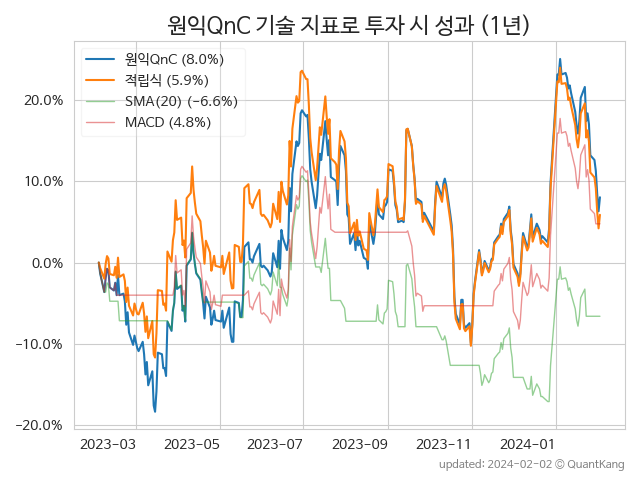 원익QnC 기술 지표로 투자 시 성과 (1년)
원익QnC (8.0%)
적립식 (5.9%)
SMA(20) (−6.6%)
MACD (4.8%)
20.0%
10.0%
0.0%
−10.0%
−20.0%
2023-03 2023-05 2023-07 2023-09 2023-11 2024-01
updated: 2024-02-02 © QuantKang